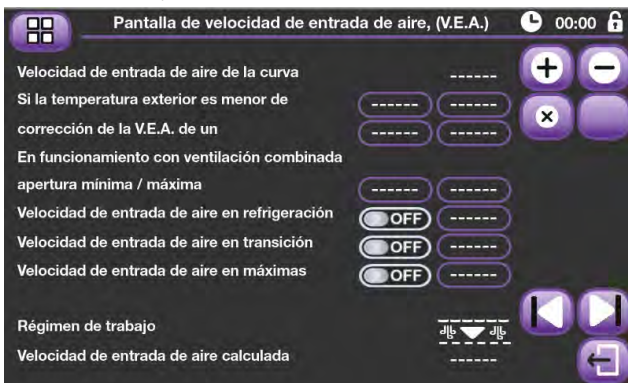 Pantalla de velocidad de entrada de aire, (V.E.A.) 00:00
Velocidad de entrada de aire de la curva ------
Si la temperatura exterior es menor de ------ ------
corrección de la V.E.A. de un ------ ------
En funcionamiento con ventilación combinada
apertura mínima / máxima ------ ------
Velocidad de entrada de aire en refrigeración OFF ------
Velocidad de entrada de aire en transición OFF ------
Velocidad de entrada de aire en máximas OFF ------
Régimen de trabajo
Velocidad de entrada de aire calculada ------